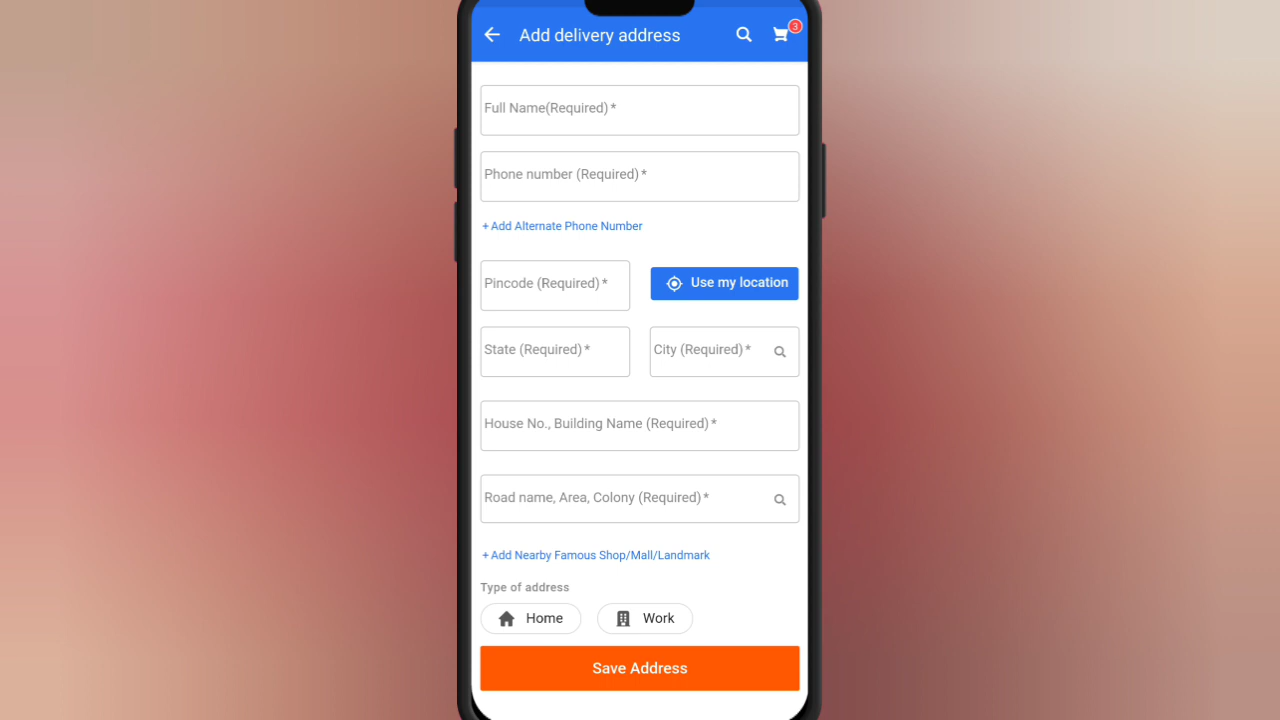 Add delivery address
3
Full Name(Required) *
Phone number (Required) *
+ Add Alternate Phone Number
Pincode (Required) *
Use my location
State (Required) *
City (Required) *
House No., Building Name (Required) *
Road name, Area, Colony (Required) *
+ Add Nearby Famous Shop/Mall/Landmark
Type of address
Home
Work
Save Address